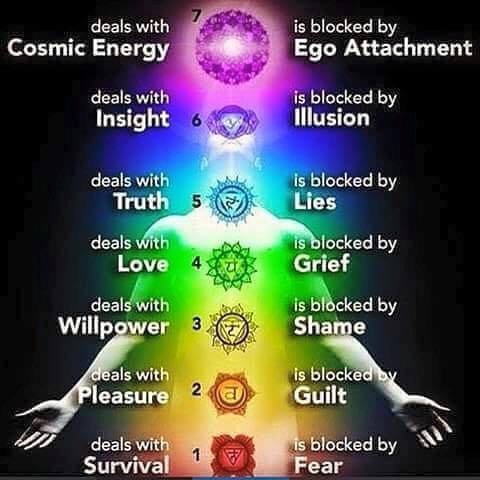 deals with 7 is blocked by
Cosmic Energy Ego Attachment
deals with is blocked by
Insight 6 Illusion
deals with is blocked by
Truth 5 Lies
deals with is blocked by
Love 4 Grief
deals with is blocked by
Willpower 3 Shame
deals with is blocked by
Pleasure 2 Guilt
deals with is blocked by
Survival 1 Fear